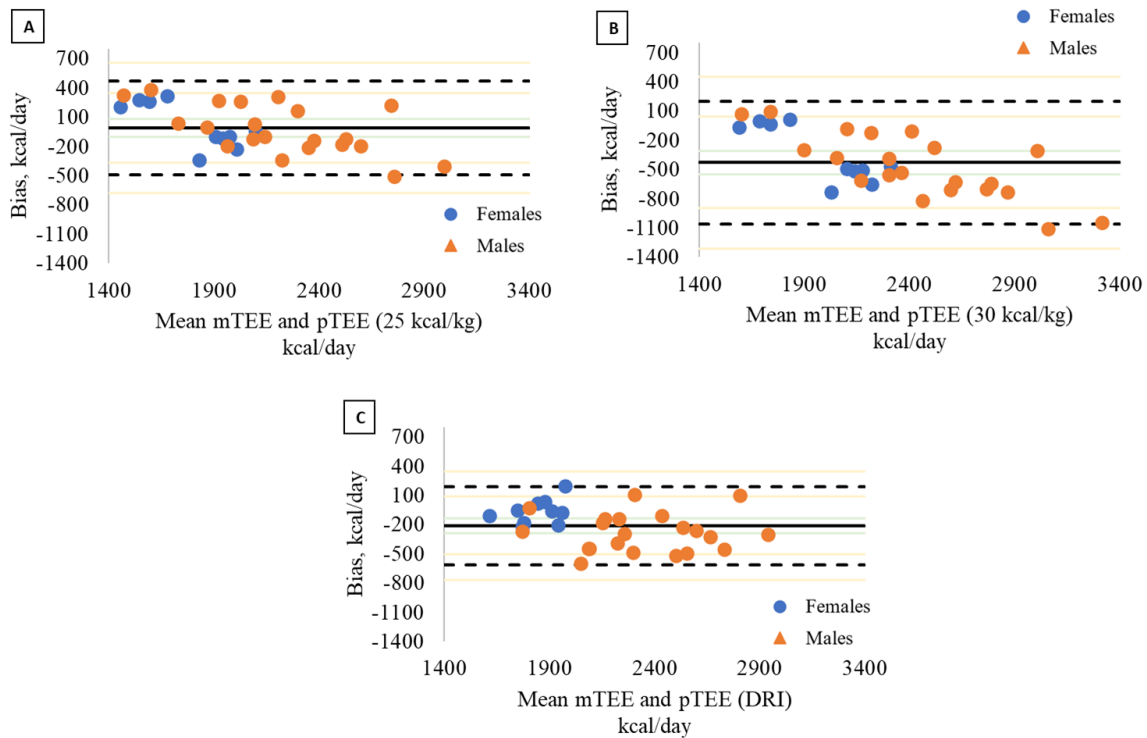 A
Bias, kcal/day
700
400
100
-200
-500
-800
-1100
-1400
1400 1900 2400 2900 3400
Females
Males
Mean mTEE and pTEE (25 kcal/kg)
kcal/day
B
Females
Males
Bias, kcal/day
700
400
100
-200
-500
-800
-1100
-1400
1400 1900 2400 2900 3400
Mean mTEE and pTEE (30 kcal/kg)
kcal/day
C
Bias, kcal/day
700
400
100
-200
-500
-800
-1100
-1400
Females
Males
1400 1900 2400 2900 3400
Mean mTEE and pTEE (DRI)
kcal/day